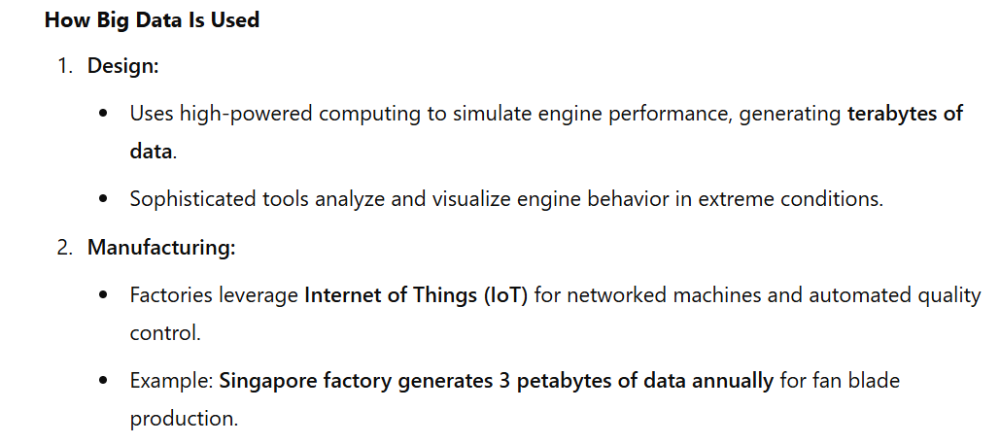 How Big Data Is Used
1. Design:
• Uses high-powered computing to simulate engine performance, generating terabytes of
data.
• Sophisticated tools analyze and visualize engine behavior in extreme conditions.
2. Manufacturing:
• Factories leverage Internet of Things (IoT) for networked machines and automated quality
control.
• Example: Singapore factory generates 3 petabytes of data annually for fan blade
production.